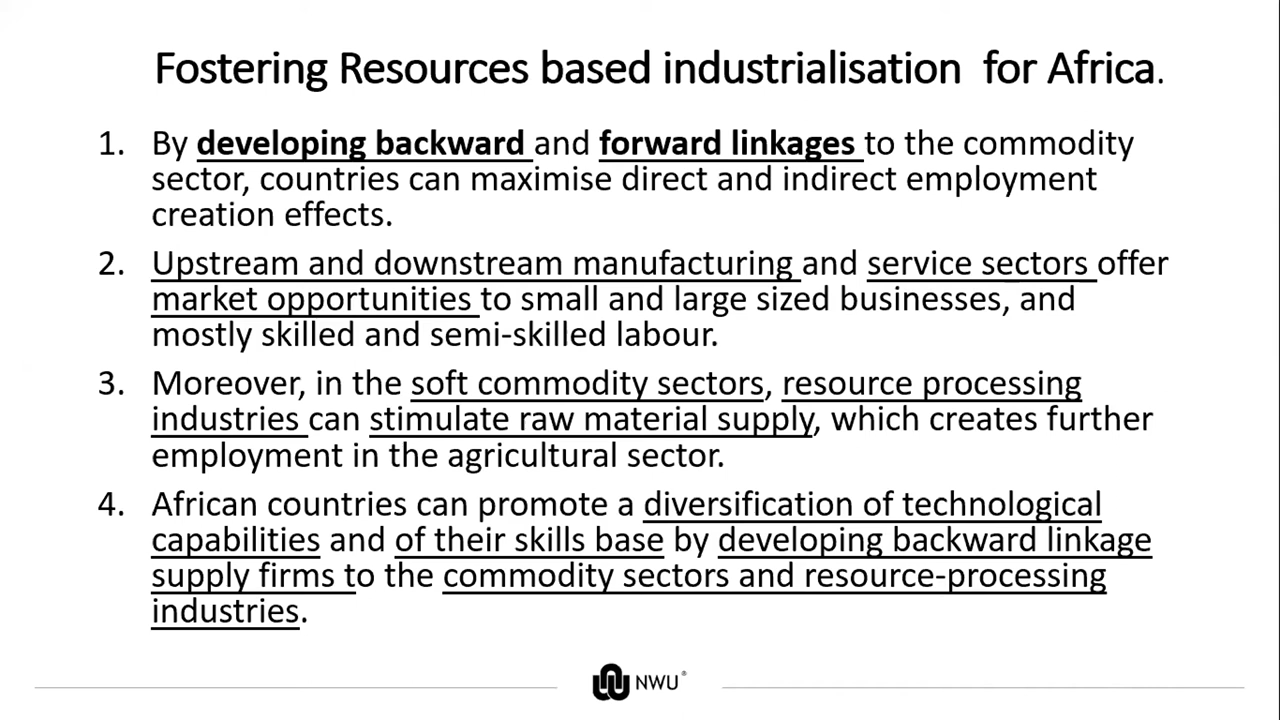 Fostering Resources based industrialisation for Africa.
1. By developing backward and forward linkages to the commodity
sector, countries can maximise direct and indirect employment
creation effects.
2. Upstream and downstream manufacturing and service sectors offer
market opportunities to small and large sized businesses, and
mostly skilled and semi-skilled labour.
3. Moreover, in the soft commodity sectors, resource processing
industries can stimulate raw material supply, which creates further
employment in the agricultural sector.
4. African countries can promote a diversification of technological
capabilities and of their skills base by developing backward linkage
supply firms to the commodity sectors and resource-processing
industries.
NWU®